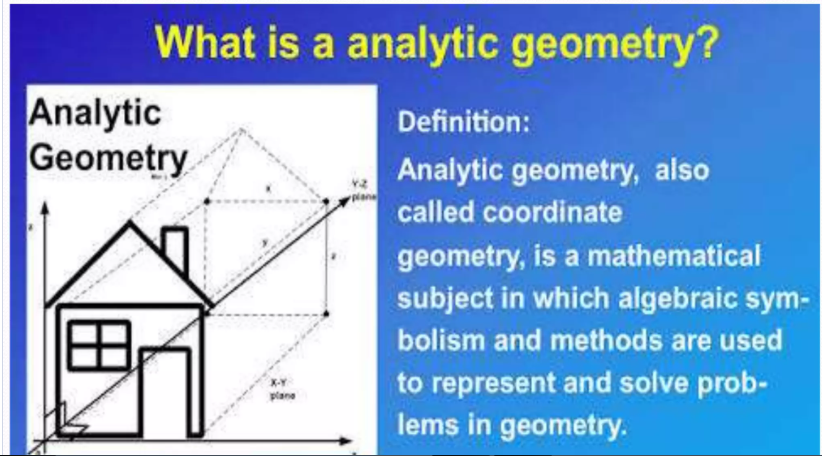 What is a analytic geometry?
Analytic
Geometry
Y-Z
plane
x
y
z
z
X-Y
plane
Definition:
Analytic geometry, also
called coordinate
geometry, is a mathematical
subject in which algebraic sym-
bolism and methods are used
to represent and solve prob-
lems in geometry.